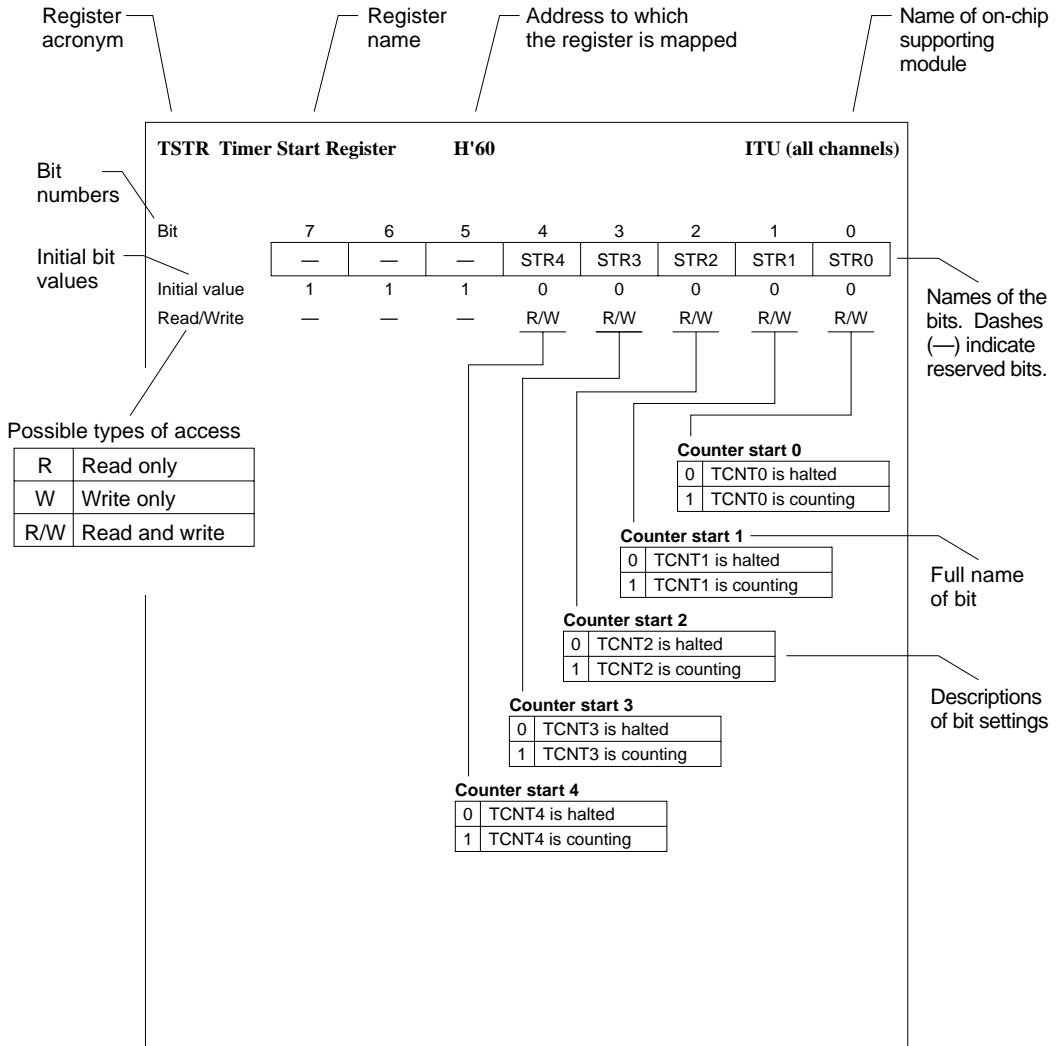 Register
acronym
Register
name
Address to which
the register is mapped
Name of on-chip
supporting
module
TSTR Timer Start Register H'60 ITU (all channels)
Bit
numbers
Bit 7 6 5 4 3 2 1 0
Initial bit
values
— — — STR4 STR3 STR2 STR1 STR0
Initial value 1 1 1 0 0 0 0 0
Read/Write — — — R/W R/W R/W R/W R/W
Names of the
bits. Dashes
(—) indicate
reserved bits.
Possible types of access
R Read only
W Write only
R/W Read and write
Counter start 0
0 TCNT0 is halted
1 TCNT0 is counting
Counter start 1
0 TCNT1 is halted
1 TCNT1 is counting
Full name
of bit
Counter start 2
0 TCNT2 is halted
1 TCNT2 is counting
Descriptions
of bit settings
Counter start 3
0 TCNT3 is halted
1 TCNT3 is counting
Counter start 4
0 TCNT4 is halted
1 TCNT4 is counting